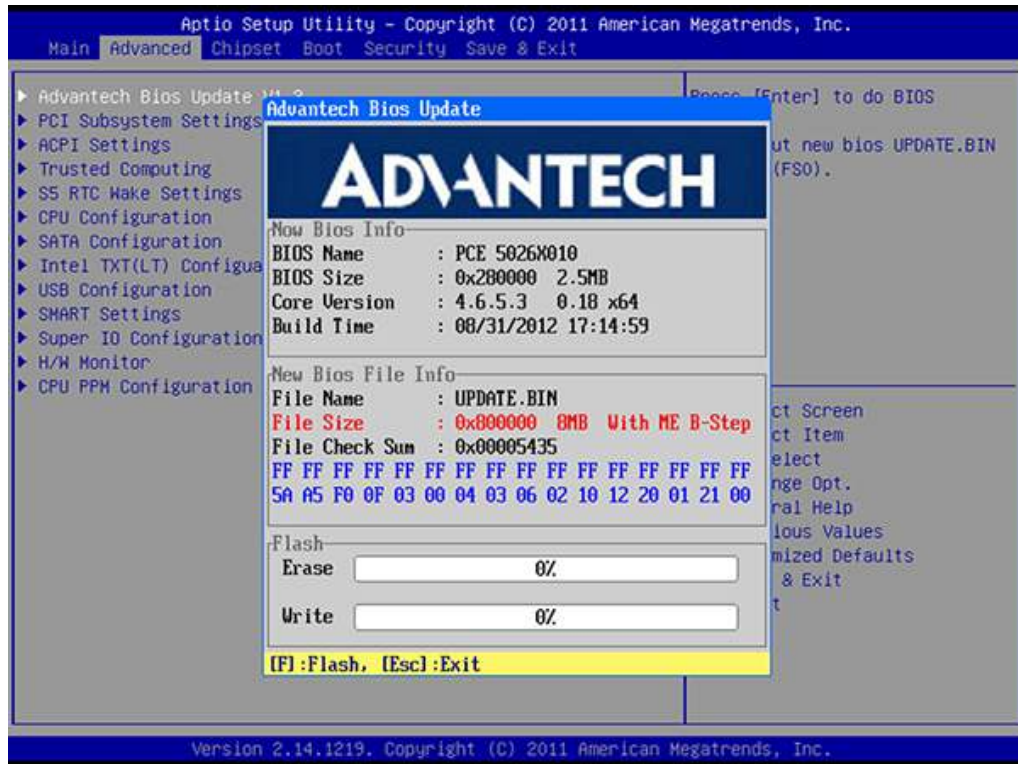 Aptio Setup Utility – Copyright (C) 2011 American Megatrends, Inc.
Main Advanced Chipset Boot Security Save & Exit
Advantech Bios Update
PCI Subsystem Settings
ACPI Settings
Trusted Computing
S5 RTC Wake Settings
CPU Configuration
SATA Configuration
Intel TXT(LT) Configua
USB Configuration
SMART Settings
Super IO Configuration
H/W Monitor
CPU PPM Configuration
Advantech Bios Update
ADVANTECH
Now Bios Info
BIOS Name : PCE 5026X010
BIOS Size : 0x280000 2.5MB
Core Version : 4.6.5.3 0.18 x64
Build Time : 08/31/2012 17:14:59
New Bios File Info
File Name : UPDATE.BIN
File Size : 0x800000 8MB With ME B-Step
File Check Sum : 0x00005435
FF FF FF FF FF FF FF FF FF FF FF FF FF FF FF FF
5A A5 F0 0F 03 00 04 03 06 02 10 12 20 01 21 00
Flash
Erase 0%
Write 0%
[F]:Flash, [Esc]:Exit
[Enter] to do BIOS
ut new bios UPDATE.BIN
(FS0).
ct Screen
ct Item
elect
nge Opt.
ral Help
ious Values
mized Defaults
& Exit
t
Version 2.14.1219. Copyright (C) 2011 American Megatrends, Inc.